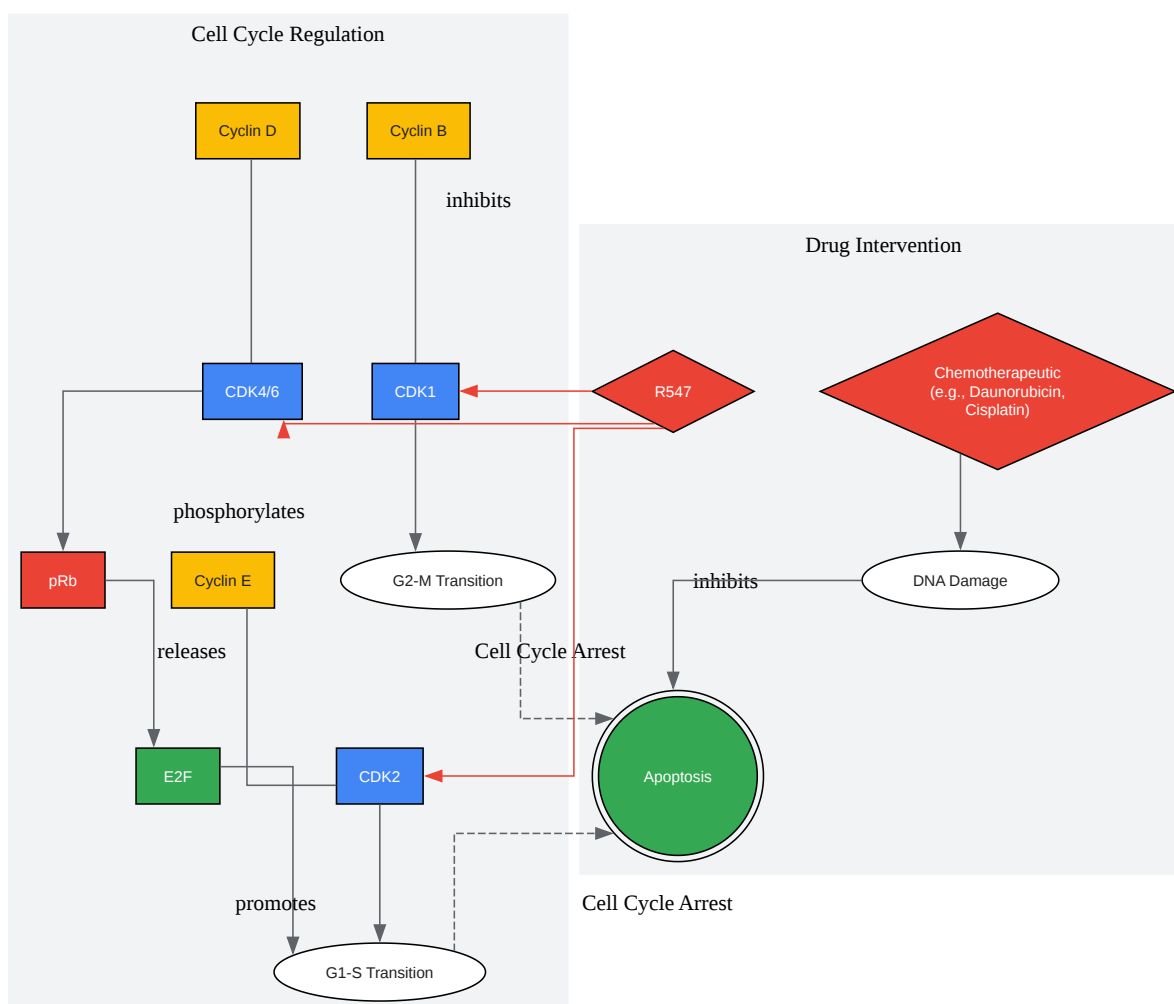 Cell Cycle Regulation
Cyclin D
Cyclin B
inhibits
Drug Intervention
CDK4/6
CDK1
R547
Chemotherapeutic
(e.g., Daunorubicin,
Cisplatin)
phosphorylates
pRb
Cyclin E
G2-M Transition
inhibits
DNA Damage
releases
Cell Cycle Arrest
E2F
CDK2
Apoptosis
promotes
Cell Cycle Arrest
G1-S Transition